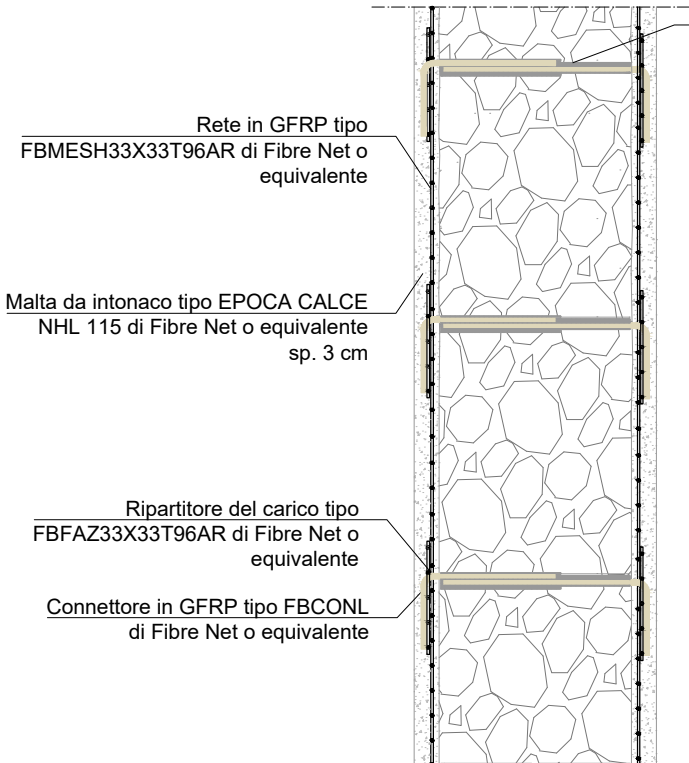 Rete in GFRP tipo
FBMESH33X33T96AR di Fibre Net o
equivalente
Malta da intonaco tipo EPOCA CALCE
NHL 115 di Fibre Net o equivalente
sp. 3 cm
Ripartitore del carico tipo
FBFAZ33X33T96AR di Fibre Net o
equivalente
Connettore in GFRP tipo FBCONL
di Fibre Net o equivalente